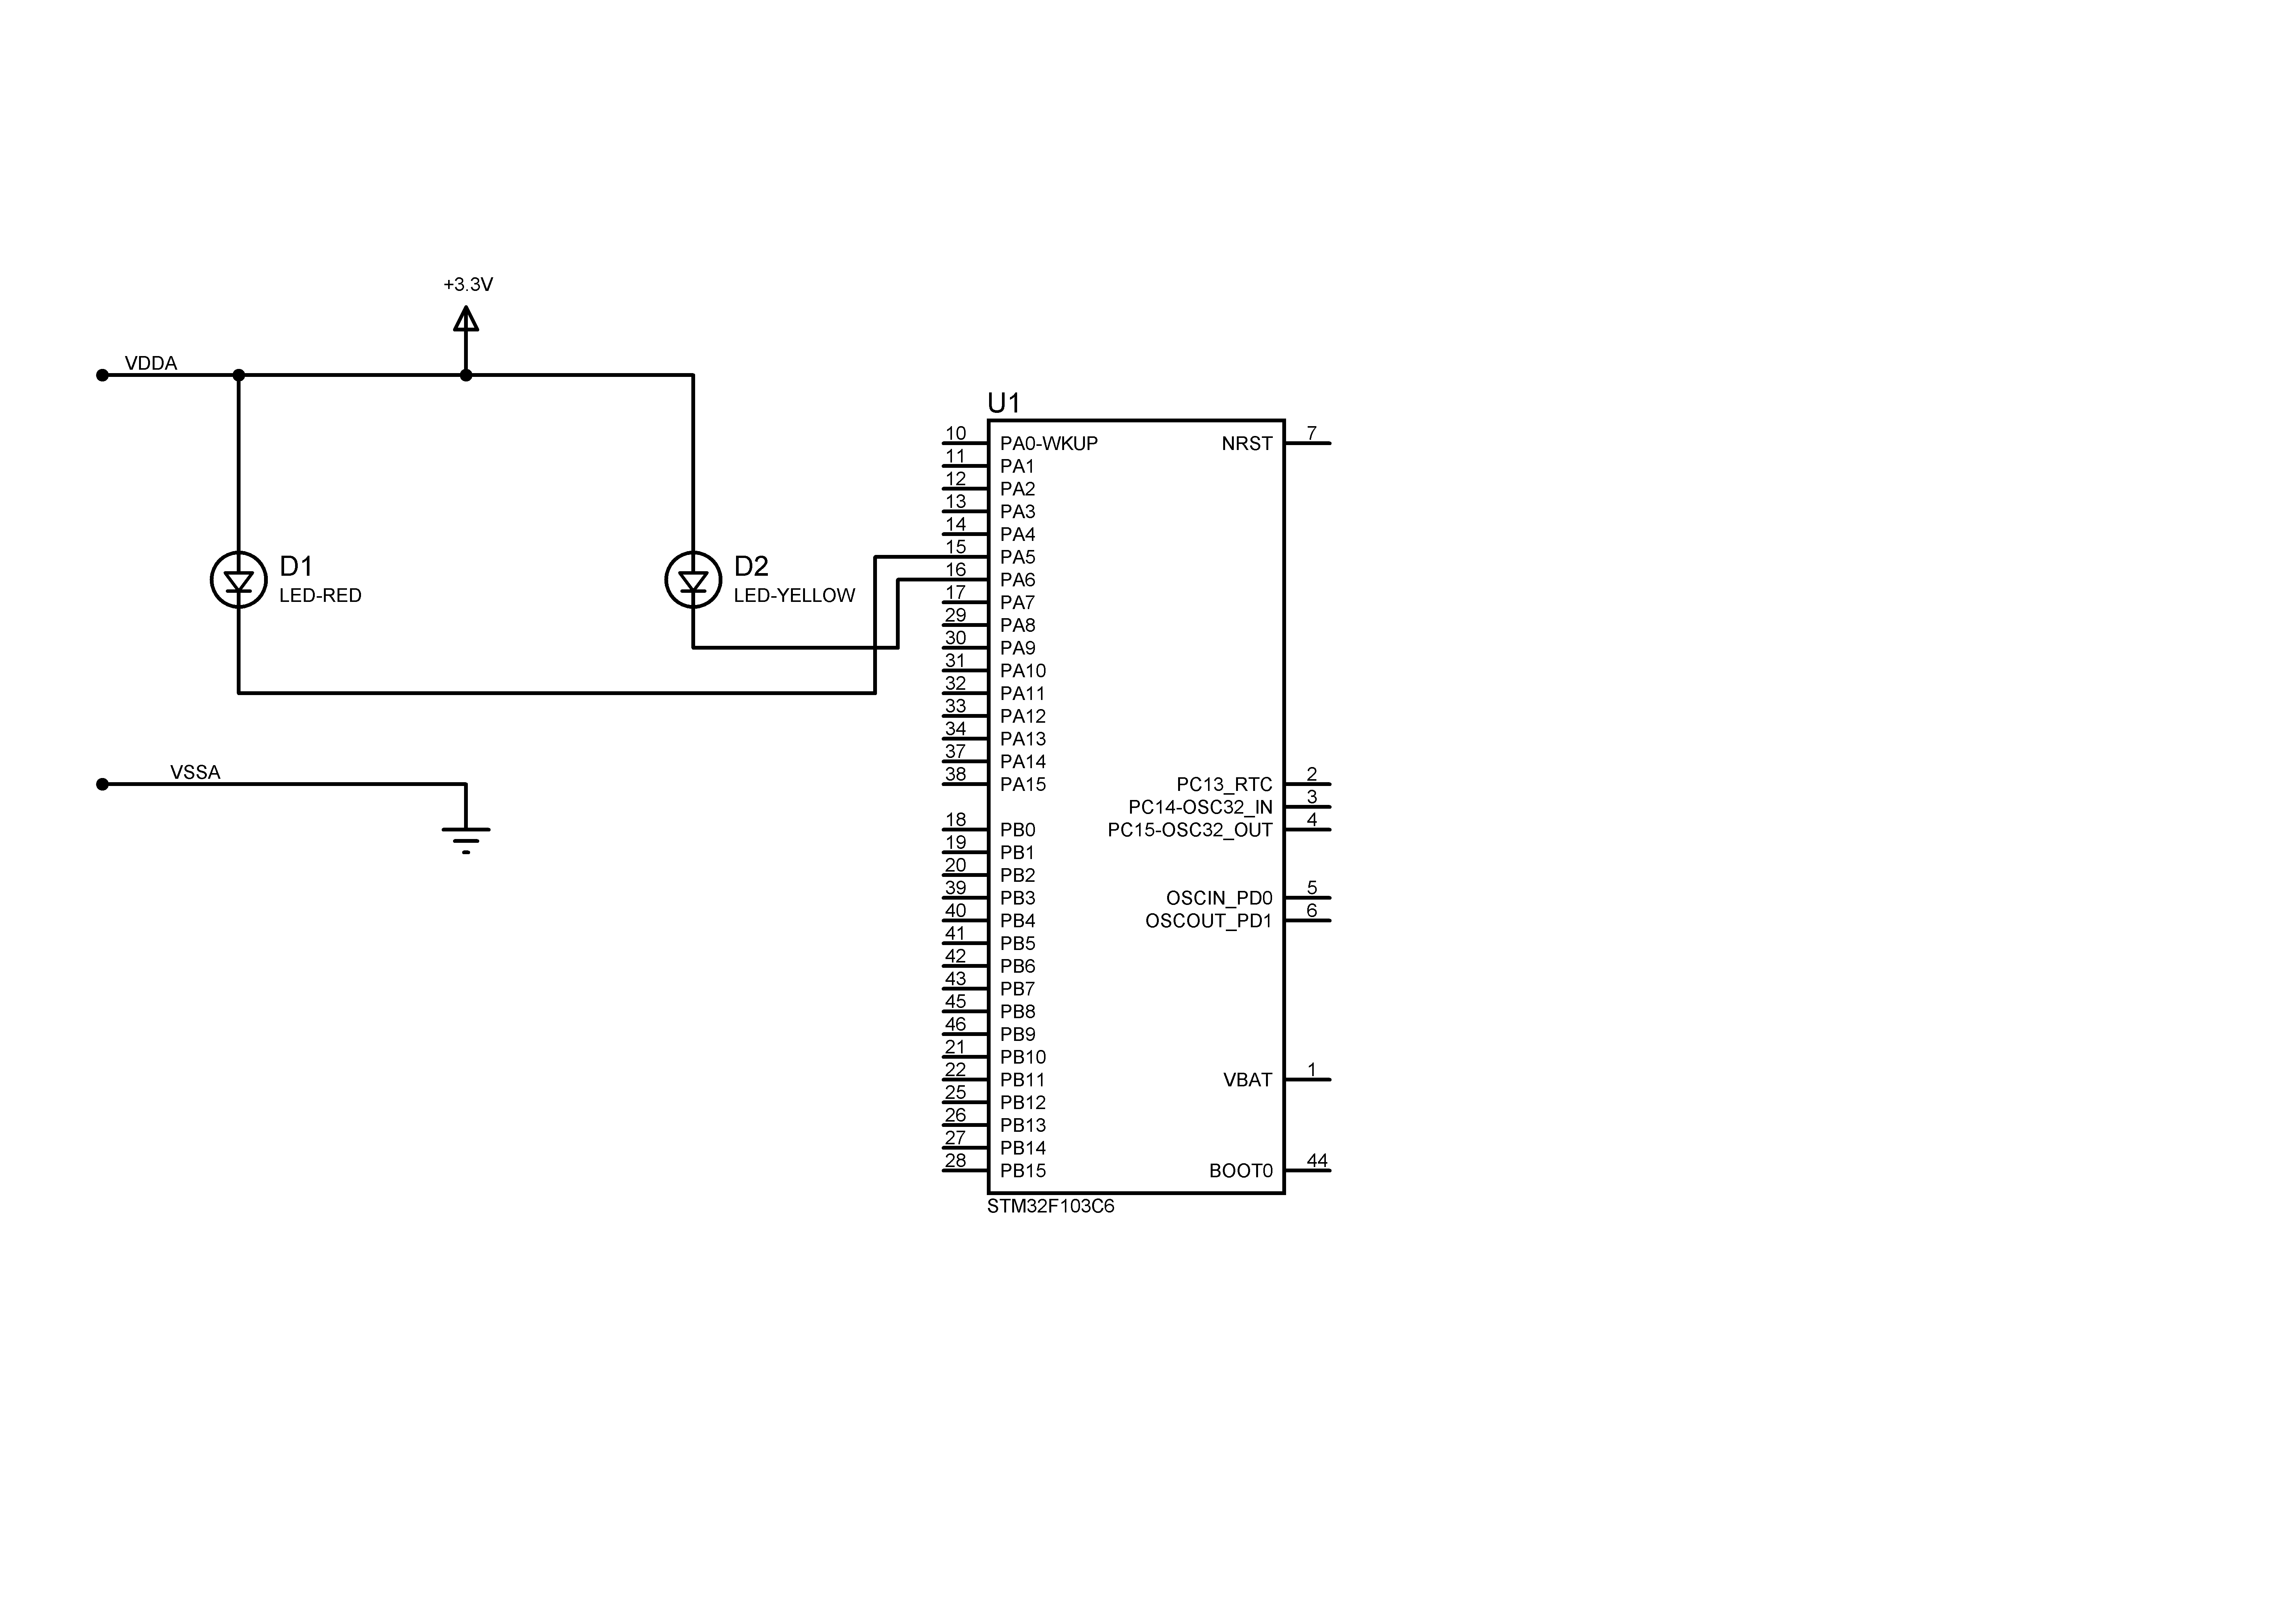 +3.3V
VDDA
D1
LED-RED
D2
LED-YELLOW
VSSA
U1
10 PA0-WKUP
11 PA1
12 PA2
13 PA3
14 PA4
15 PA5
16 PA6
17 PA7
29 PA8
30 PA9
31 PA10
32 PA11
33 PA12
34 PA13
37 PA14
38 PA15
18 PB0
19 PB1
20 PB2
39 PB3
40 PB4
41 PB5
42 PB6
43 PB7
45 PB8
46 PB9
21 PB10
22 PB11
25 PB12
26 PB13
27 PB14
28 PB15
NRST 7
PC13_RTC 2
PC14-OSC32_IN 3
PC15-OSC32_OUT 4
OSCIN_PD0 5
OSCOUT_PD1 6
VBAT 1
BOOT0 44
STM32F103C6